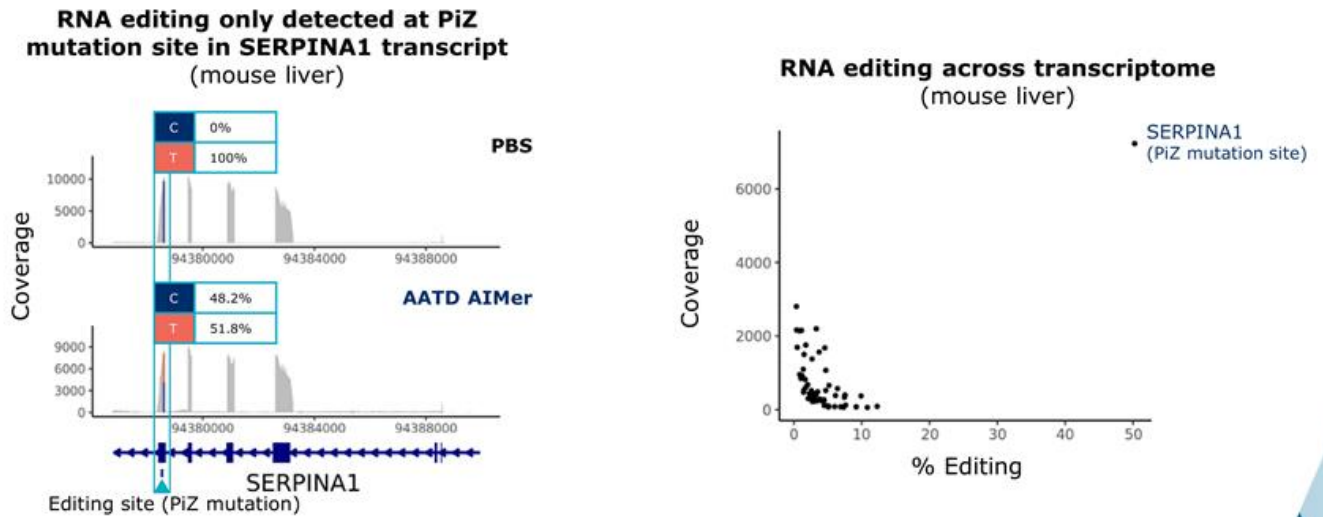 RNA editing only detected at PiZ
mutation site in SERPINA1 transcript
(mouse liver)
C 0%
T 100%
PBS
10000
5000
0
94380000 94384000 94388000
Coverage
C 48.2%
T 51.8%
AATD AIMer
9000
6000
3000
0
94380000 94384000 94388000
SERPINA1
Editing site (PiZ mutation)
RNA editing across transcriptome
(mouse liver)
SERPINA1
(PiZ mutation site)
6000
4000
2000
0
Coverage
0 10 20 30 40 50
% Editing